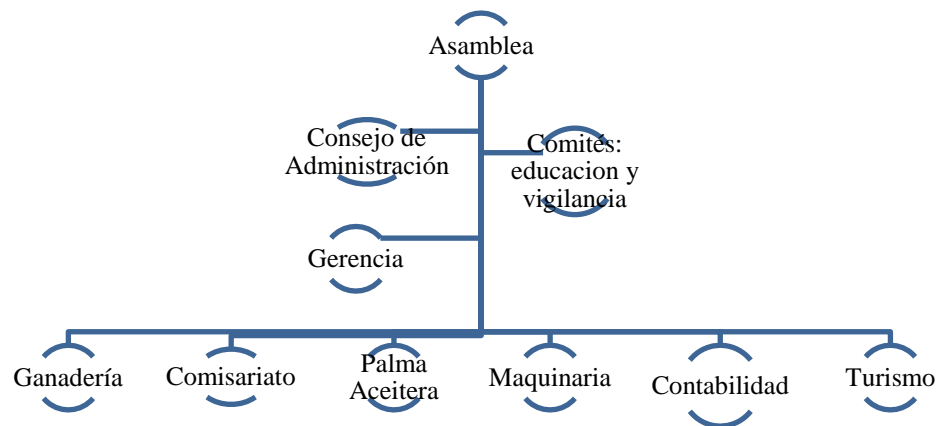 Asamblea
Consejo de
Administración
Comités:
educacion y
vigilancia
Gerencia
Ganadería
Comisariato
Palma
Aceitera
Maquinaria
Contabilidad
Turismo